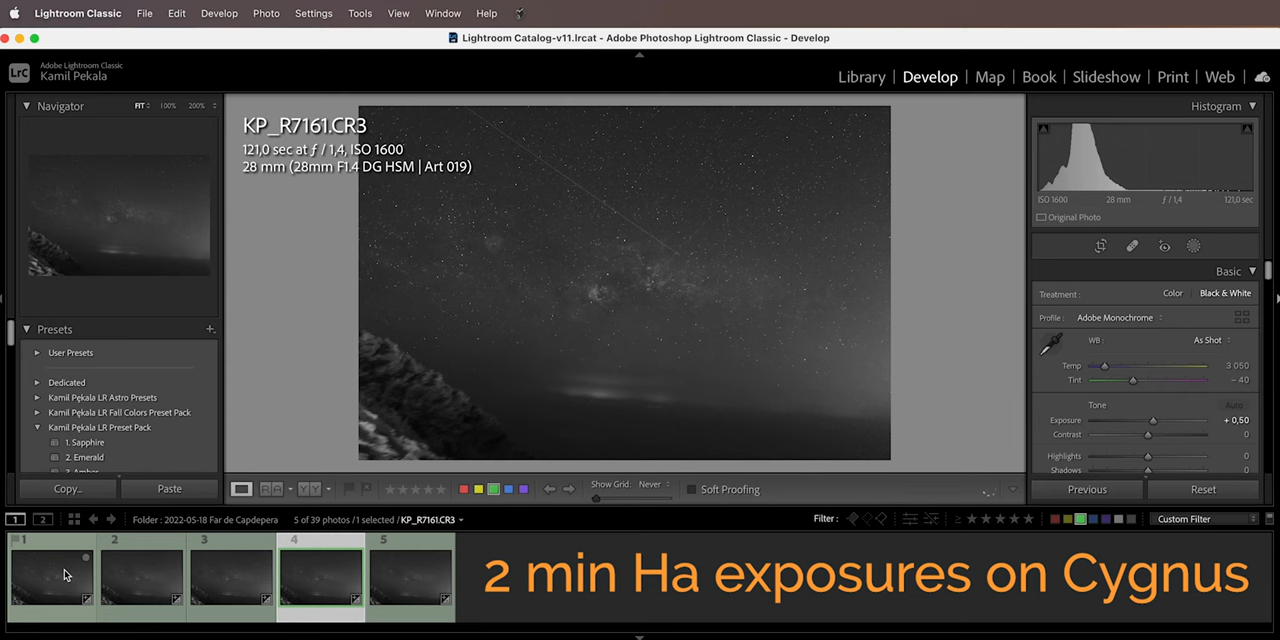 Lightroom Classic File Edit Develop Photo Settings Tools View Window Help
Lightroom Catalog-v11.lrcat - Adobe Photoshop Lightroom Classic - Develop
LrC
Adobe Lightroom Classic
Kamil Pekala
Library | Develop | Map | Book | Slideshow | Print | Web
Navigator FIT 100% 200%
KP_R7161.CR3
121,0 sec at ƒ / 1,4, ISO 1600
28 mm (28mm F1.4 DG HSM | Art 019)
Histogram
ISO 1600 28 mm ƒ / 1,4 121,0 sec
Original Photo
Basic
Treatment : Color Black & White
Profile : Adobe Monochrome
WB : As Shot
Temp 3 050
Tint – 40
Tone Auto
Exposure + 0,50
Contrast 0
Highlights 0
Shadows 0
Previous Reset
Presets
User Presets
Dedicated
Kamil Pękala LR Astro Presets
Kamil Pękala LR Fall Colors Preset Pack
Kamil Pękala LR Preset Pack
1. Sapphire
2. Emerald
3. Amber
Copy... Paste
RA YY Show Grid: Never Soft Proofing
1 2 Folder : 2022-05-18 Far de Capdepera 5 of 39 photos / 1 selected / KP_R7161.CR3 Filter : Custom Filter
1 2 3 4 5
2 min Ha exposures on Cygnus